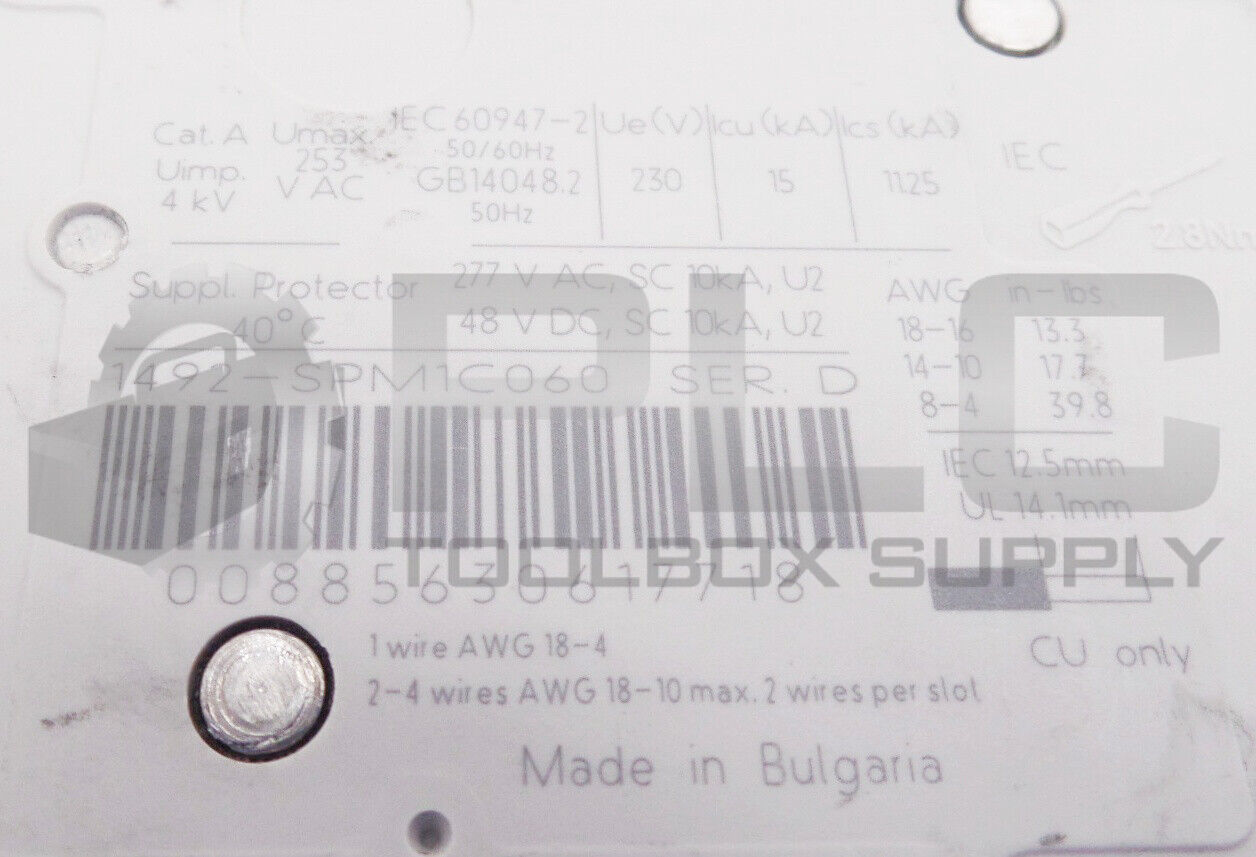 Cat. A Umax. IEC 60947-2 Ue(V) Icu (kA) Ics (kA)
253 50/60Hz
Uimp. V AC GB14048.2 230 15 11.25
4 kV 50Hz
IEC
2.8Nm
Suppl. Protector 277 V AC, SC 10kA, U2
40°C 48 V DC, SC 10kA, U2
AWG in-lbs
18-16 13.3
14-10 17.7
8-4 39.8
1492-SPM1C060 SER. D
IEC 12.5mm
UL 14.1mm
PLC
TOOLBOX SUPPLY
00885630617718
1 wire AWG 18-4
2-4 wires AWG 18-10 max. 2 wires per slot
CU only
Made in Bulgaria